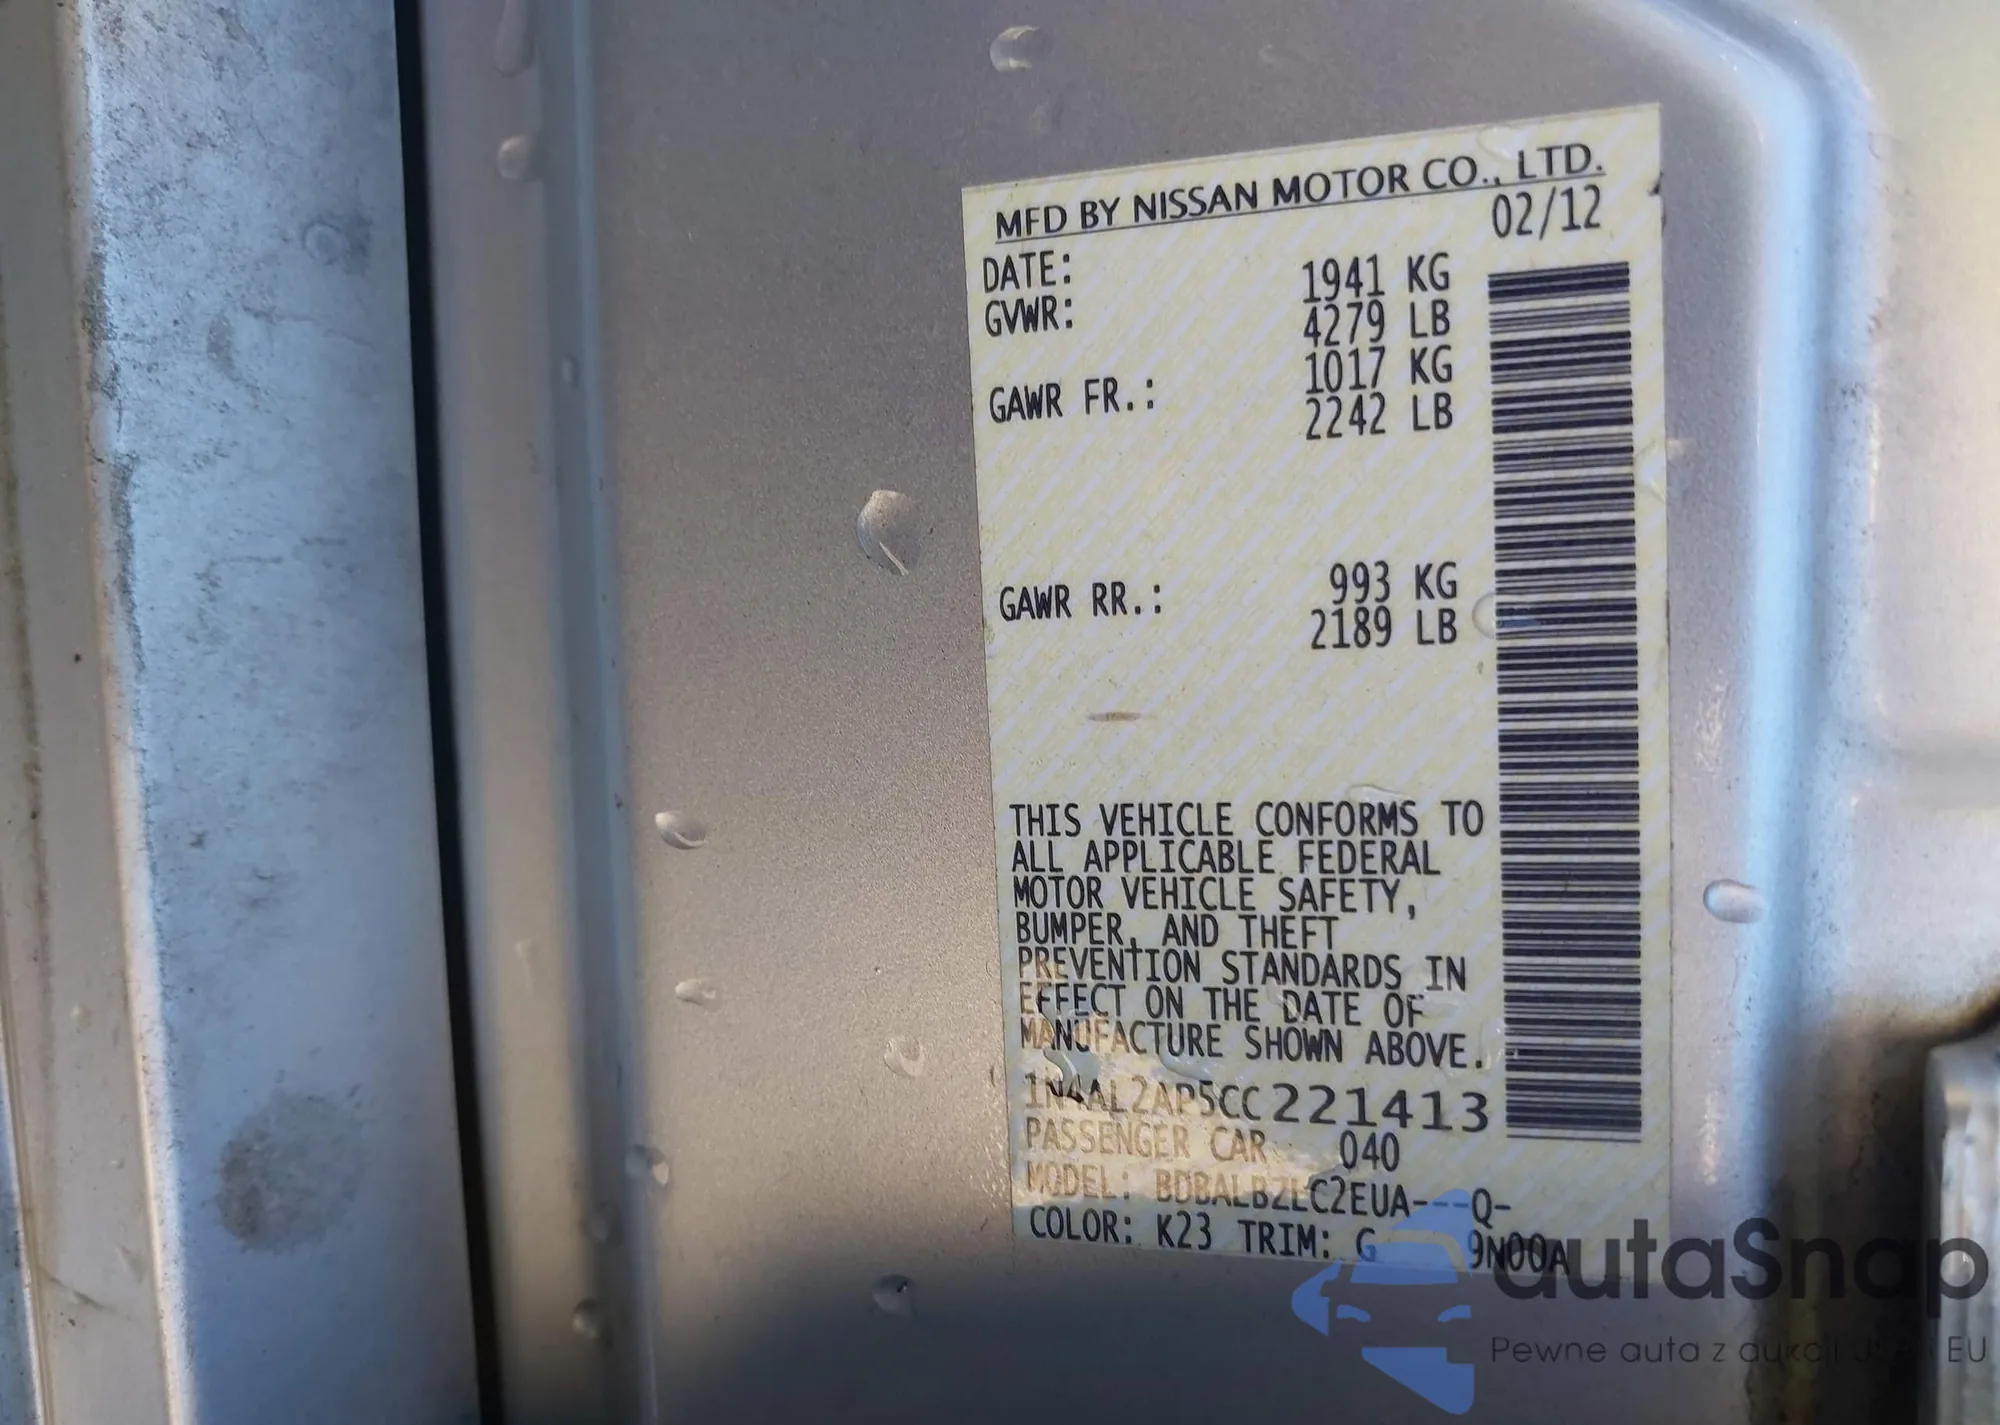 MFD BY NISSAN MOTOR CO., LTD.
DATE: 02/12
GVWR: 1941 KG
4279 LB
GAWR FR.: 1017 KG
2242 LB
GAWR RR.: 993 KG
2189 LB
THIS VEHICLE CONFORMS TO
ALL APPLICABLE FEDERAL
MOTOR VEHICLE SAFETY,
BUMPER, AND THEFT
PREVENTION STANDARDS IN
EFFECT ON THE DATE OF
MANUFACTURE SHOWN ABOVE.
1N4AL2AP5CC221413
PASSENGER CAR 040
MODEL: BDBALBZLC2EUA---Q-
COLOR: K23 TRIM: G 9N00A
autaSnap
Pewne auta z aukcji USA i EU